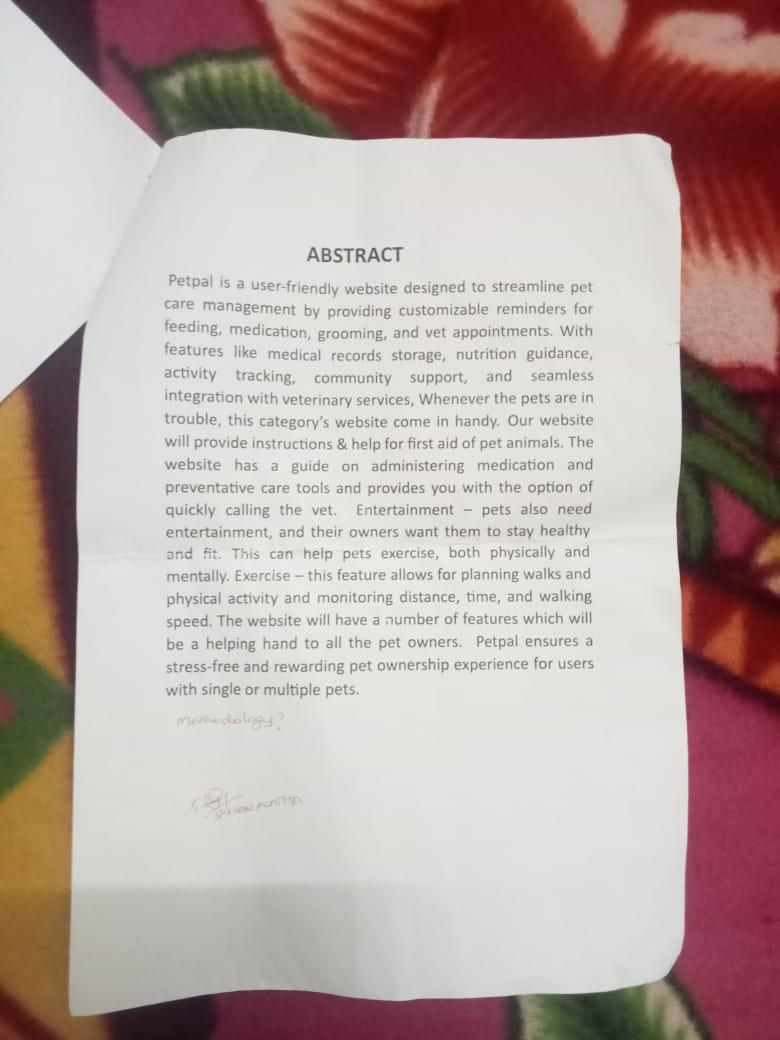 ABSTRACT
Petpal is a user-friendly website designed to streamline pet
care management by providing customizable reminders for
feeding, medication, grooming, and vet appointments. With
features like medical records storage, nutrition guidance,
activity tracking, community support, and seamless
integration with veterinary services, Whenever the pets are in
trouble, this category's website come in handy. Our website
will provide instructions & help for first aid of pet animals. The
website has a guide on administering medication and
preventative care tools and provides you with the option of
quickly calling the vet. Entertainment – pets also need
entertainment, and their owners want them to stay healthy
and fit. This can help pets exercise, both physically and
mentally. Exercise – this feature allows for planning walks and
physical activity and monitoring distance, time, and walking
speed. The website will have a number of features which will
be a helping hand to all the pet owners. Petpal ensures a
stress-free and rewarding pet ownership experience for users
with single or multiple pets.
Methodology?